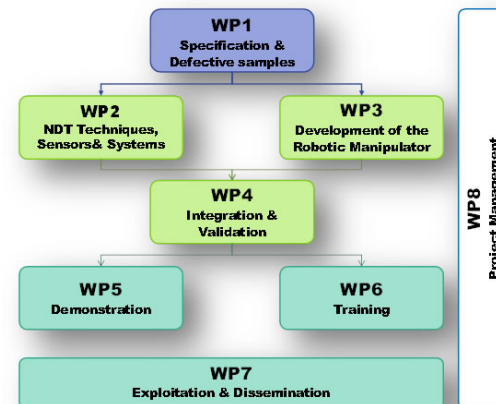 WP1
Specification &
Defective samples
WP2
NDT Techniques,
Sensors& Systems
WP3
Development of the
Robotic Manipulator
WP4
Integration &
Validation
WP5
Demonstration
WP6
Training
WP7
Exploitation & Dissemination
WP8
Project Management